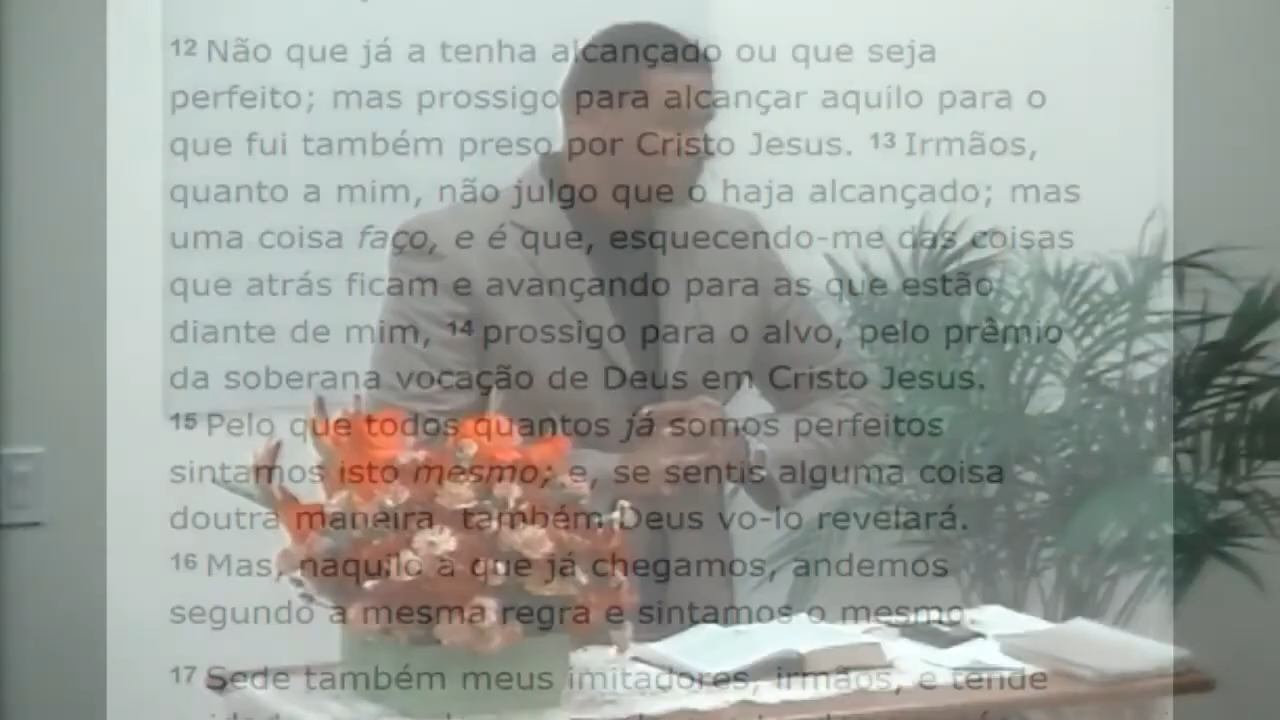 12 Não que já a tenha alcançado ou que seja
perfeito; mas prossigo para alcançar aquilo para o
que fui também preso por Cristo Jesus. 13 Irmãos,
quanto a mim, não julgo que o haja alcançado; mas
uma coisa faço, e é que, esquecendo-me das coisas
que atrás ficam e avançando para as que estão
diante de mim, 14 prossigo para o alvo, pelo prêmio
da soberana vocação de Deus em Cristo Jesus.
15 Pelo que todos quantos já somos perfeitos
sintamos isto mesmo; e, se sentis alguma coisa
doutra maneira, também Deus vo-lo revelará.
16 Mas, naquilo a que já chegamos, andemos
segundo a mesma regra e sintamos o mesmo
17 Sede também meus imitadores, irmãos, e tende